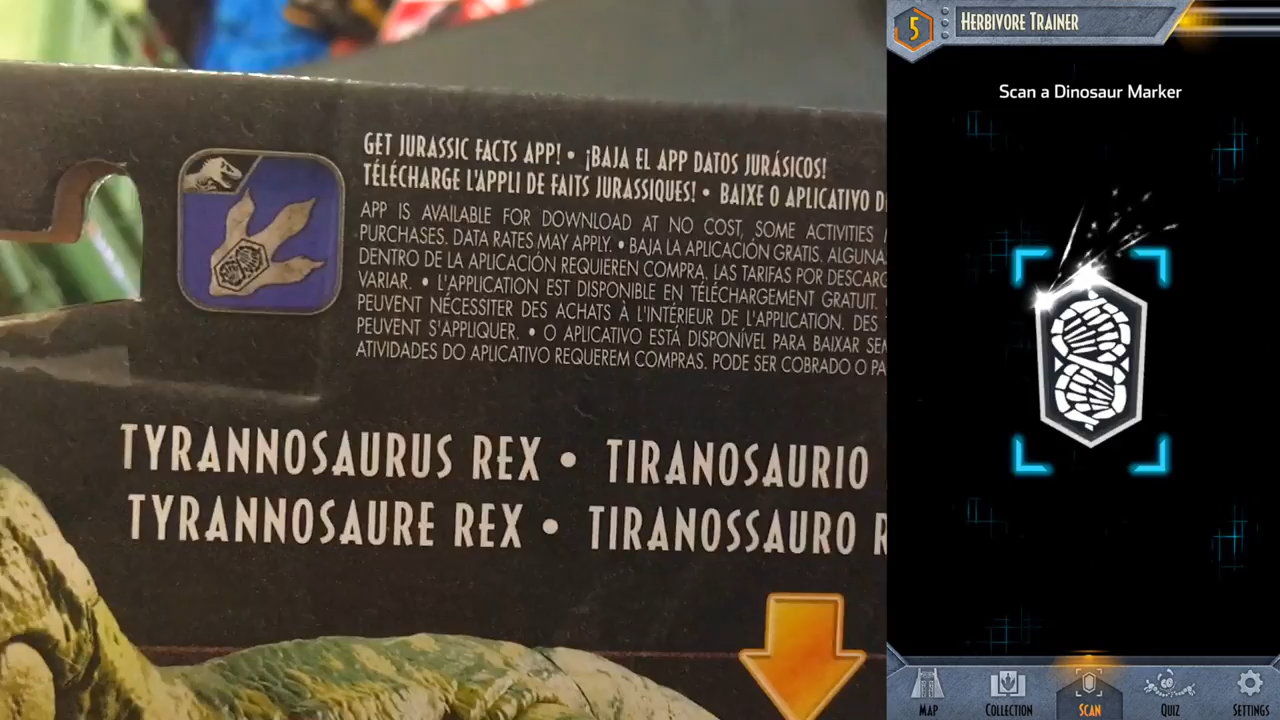 GET JURASSIC FACTS APP! • ¡BAJA EL APP DATOS JURÁSICOS!
TÉLÉCHARGE L'APPLI DE FAITS JURASSIQUES! • BAIXE O APLICATIVO
APP IS AVAILABLE FOR DOWNLOAD AT NO COST, SOME ACTIVITIES
PURCHASES. DATA RATES MAY APPLY. • BAJA LA APLICACIÓN GRATIS.
DENTRO DE LA APLICACIÓN REQUIEREN COMPRA. LAS TARIFAS POR
VARIAR. • L'APPLICATION EST DISPONIBLE EN TÉLÉCHARGEMENT GRATUIT.
PEUVENT NÉCESSITER DES ACHATS À L'INTÉRIEUR DE L'APPLICATION. DES
PEUVENT S'APPLIQUER. • O APLICATIVO ESTÁ DISPONÍVEL PARA BAIXAR
ATIVIDADES DO APLICATIVO REQUEREM COMPRAS. PODE SER COBRADO O
TYRANNOSAURUS REX • TIRANOSAURIO
TYRANNOSAURE REX • TIRANOSSAURO R
5
HERBIVORE TRAINER
Scan a Dinosaur Marker
MAP
COLLECTION
SCAN
QUIZ
SETTINGS